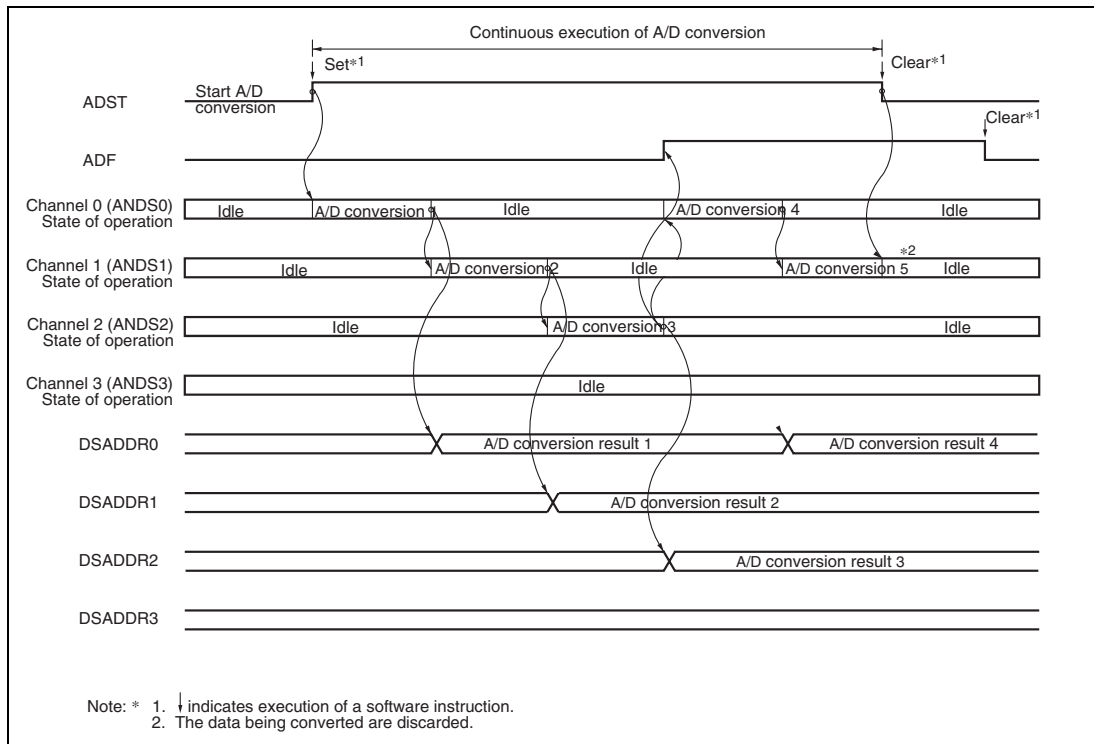 Continuous execution of A/D conversion
Set*1
Clear*1
ADST
Start A/D
conversion
Clear*1
ADF
Channel 0 (ANDS0)
State of operation
Idle
A/D conversion 1
Idle
A/D conversion 4
Idle
Channel 1 (ANDS1)
State of operation
Idle
A/D conversion 2
Idle
A/D conversion 5
*2
Idle
Channel 2 (ANDS2)
State of operation
Idle
A/D conversion 3
Idle
Channel 3 (ANDS3)
State of operation
Idle
DSADDR0
A/D conversion result 1
A/D conversion result 4
DSADDR1
A/D conversion result 2
DSADDR2
A/D conversion result 3
DSADDR3
Note: * 1. ↓ indicates execution of a software instruction.
2. The data being converted are discarded.